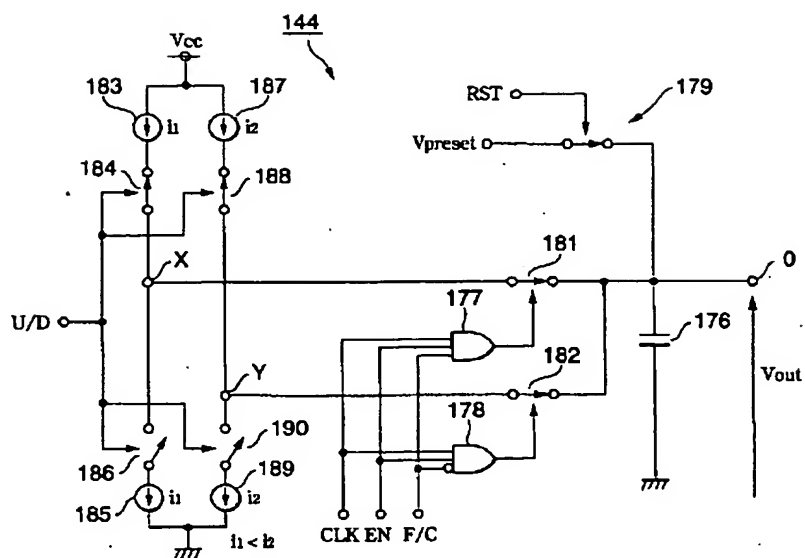 144
Vcc
183
187
i1
i2
RST
179
Vpreset
184
188
181
X
O
177
176
U/D
182
Y
Vout
178
190
186
189
i1
i2
185
i1 < i2
CLK EN F/C